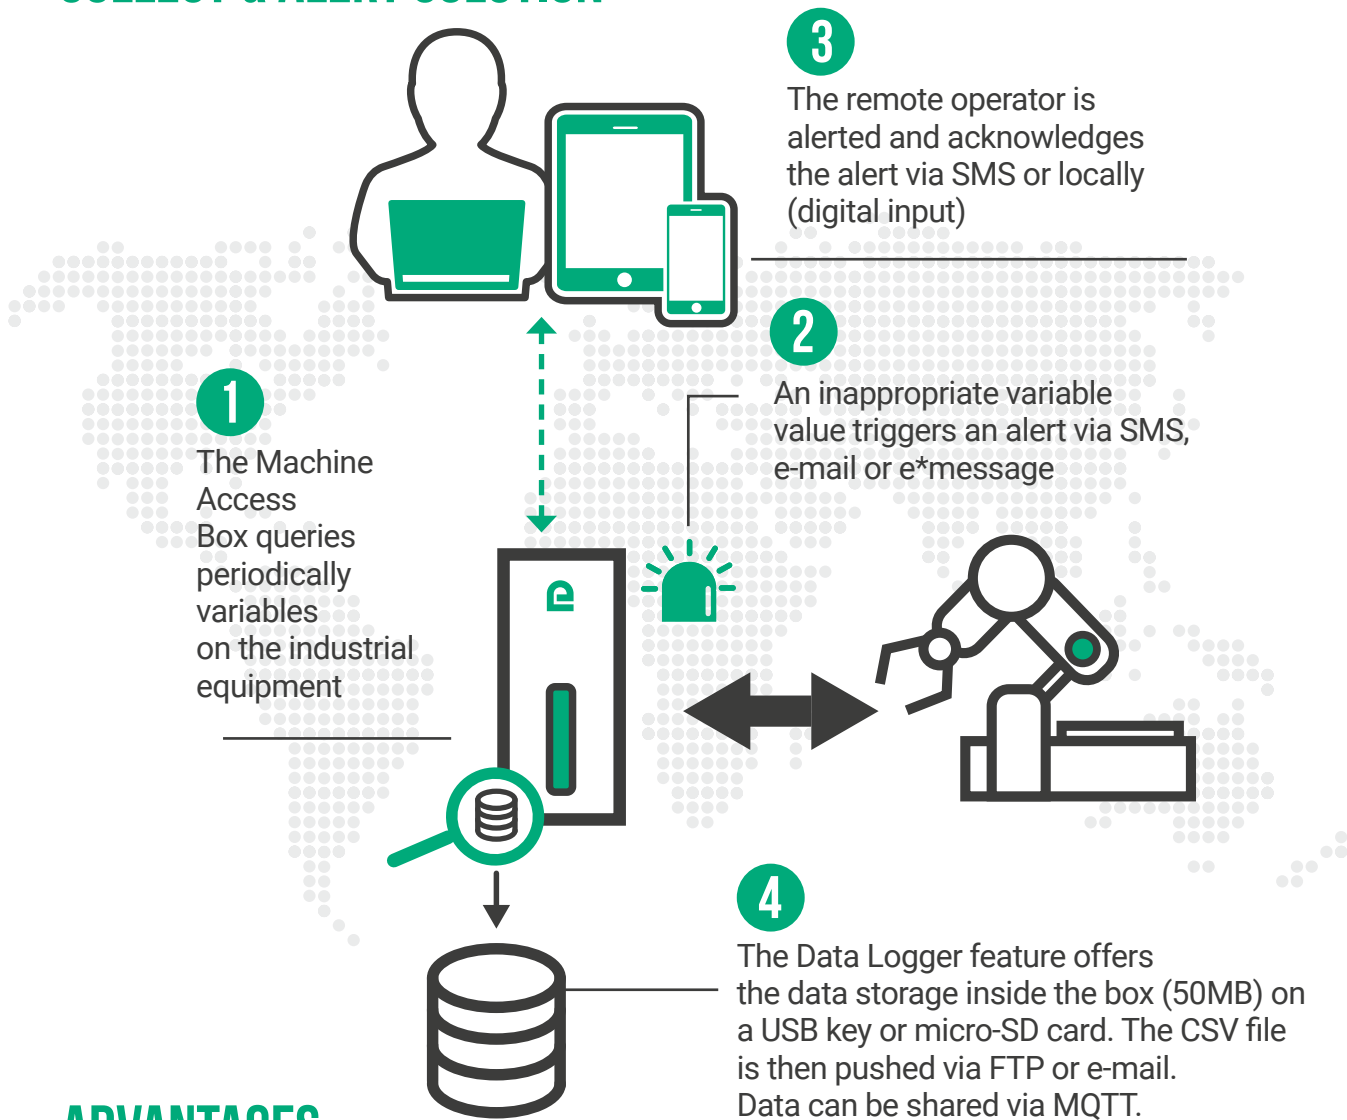 COLLECT & ALERT SOLUTION
3
The remote operator is
alerted and acknowledges
the alert via SMS or locally
(digital input)
2
An inappropriate variable
value triggers an alert via SMS,
e-mail or e*message
1
The Machine
Access
Box queries
periodically
variables
on the industrial
equipment
4
The Data Logger feature offers
the data storage inside the box (50MB) on
a USB key or micro-SD card. The CSV file
is then pushed via FTP or e-mail.
Data can be shared via MQTT.
ADVANTAGES